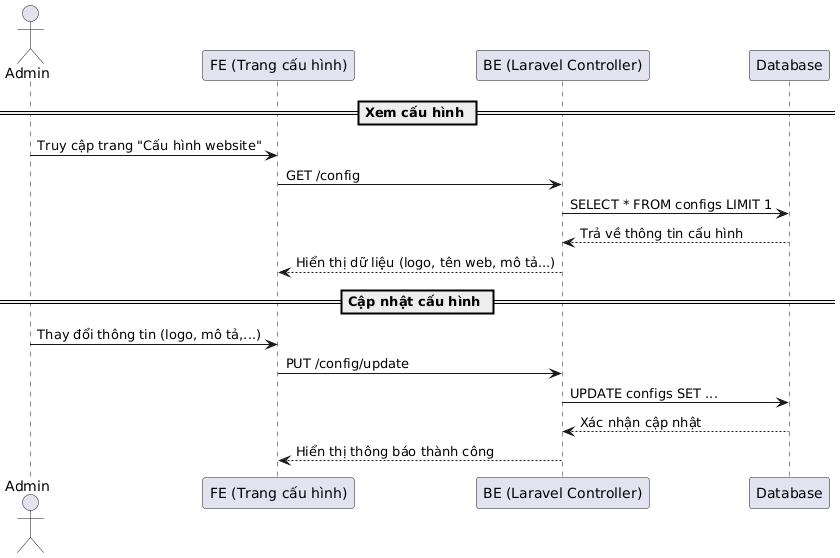 Admin
FE (Trang cấu hình)
BE (Laravel Controller)
Database
Xem cấu hình
Truy cập trang "Cấu hình website"
GET /config
SELECT * FROM configs LIMIT 1
Trả về thông tin cấu hình
Hiển thị dữ liệu (logo, tên web, mô tả...)
Cập nhật cấu hình
Thay đổi thông tin (logo, mô tả,...)
PUT /config/update
UPDATE configs SET ...
Xác nhận cập nhật
Hiển thị thông báo thành công
Admin
FE (Trang cấu hình)
BE (Laravel Controller)
Database